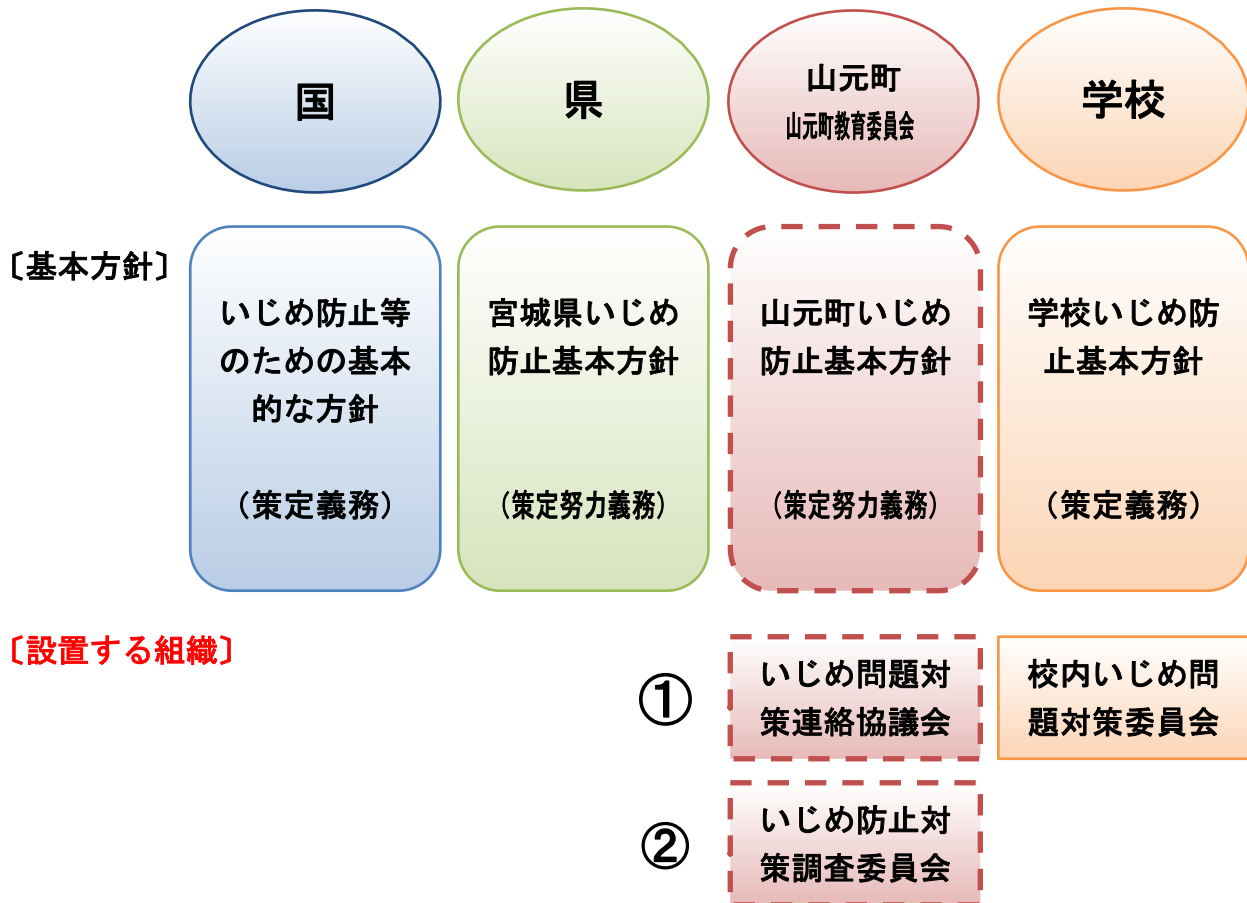 国
県
山元町
山元町教育委員会
学校
〔基本方針〕
いじめ防止等
のための基本
的な方針
（策定義務）
宮城県いじめ
防止基本方針
（策定努力義務）
山元町いじめ
防止基本方針
（策定努力義務）
学校いじめ防
止基本方針
（策定義務）
〔設置する組織〕
①
いじめ問題対
策連絡協議会
校内いじめ問
題対策委員会
②
いじめ防止対
策調査委員会